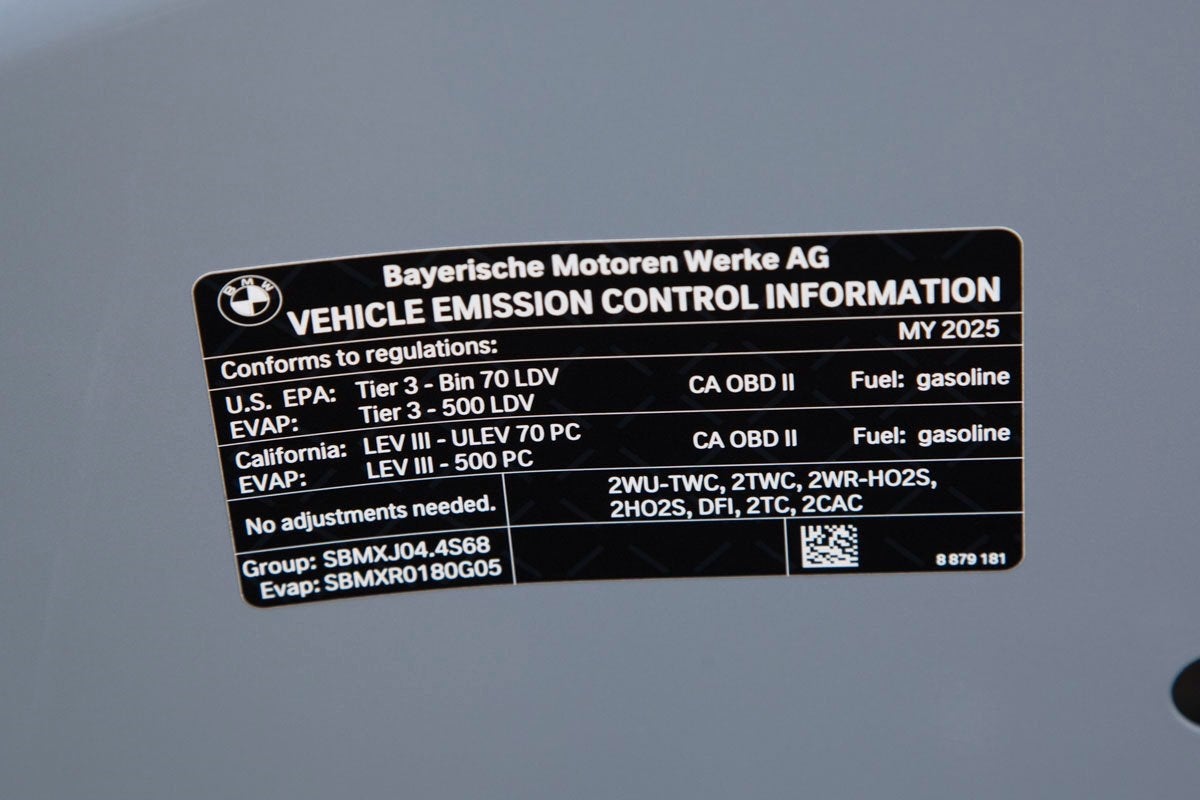 BMW
Bayerische Motoren Werke AG
VEHICLE EMISSION CONTROL INFORMATION
Conforms to regulations: MY 2025
U.S. EPA: Tier 3 - Bin 70 LDV CA OBD II Fuel: gasoline
EVAP: Tier 3 - 500 LDV
California: LEV III - ULEV 70 PC CA OBD II Fuel: gasoline
EVAP: LEV III - 500 PC
No adjustments needed.
2WU-TWC, 2TWC, 2WR-HO2S,
2HO2S, DFI, 2TC, 2CAC
Group: SBMXJ04.4S68
Evap: SBMXR0180G05
8 879 181